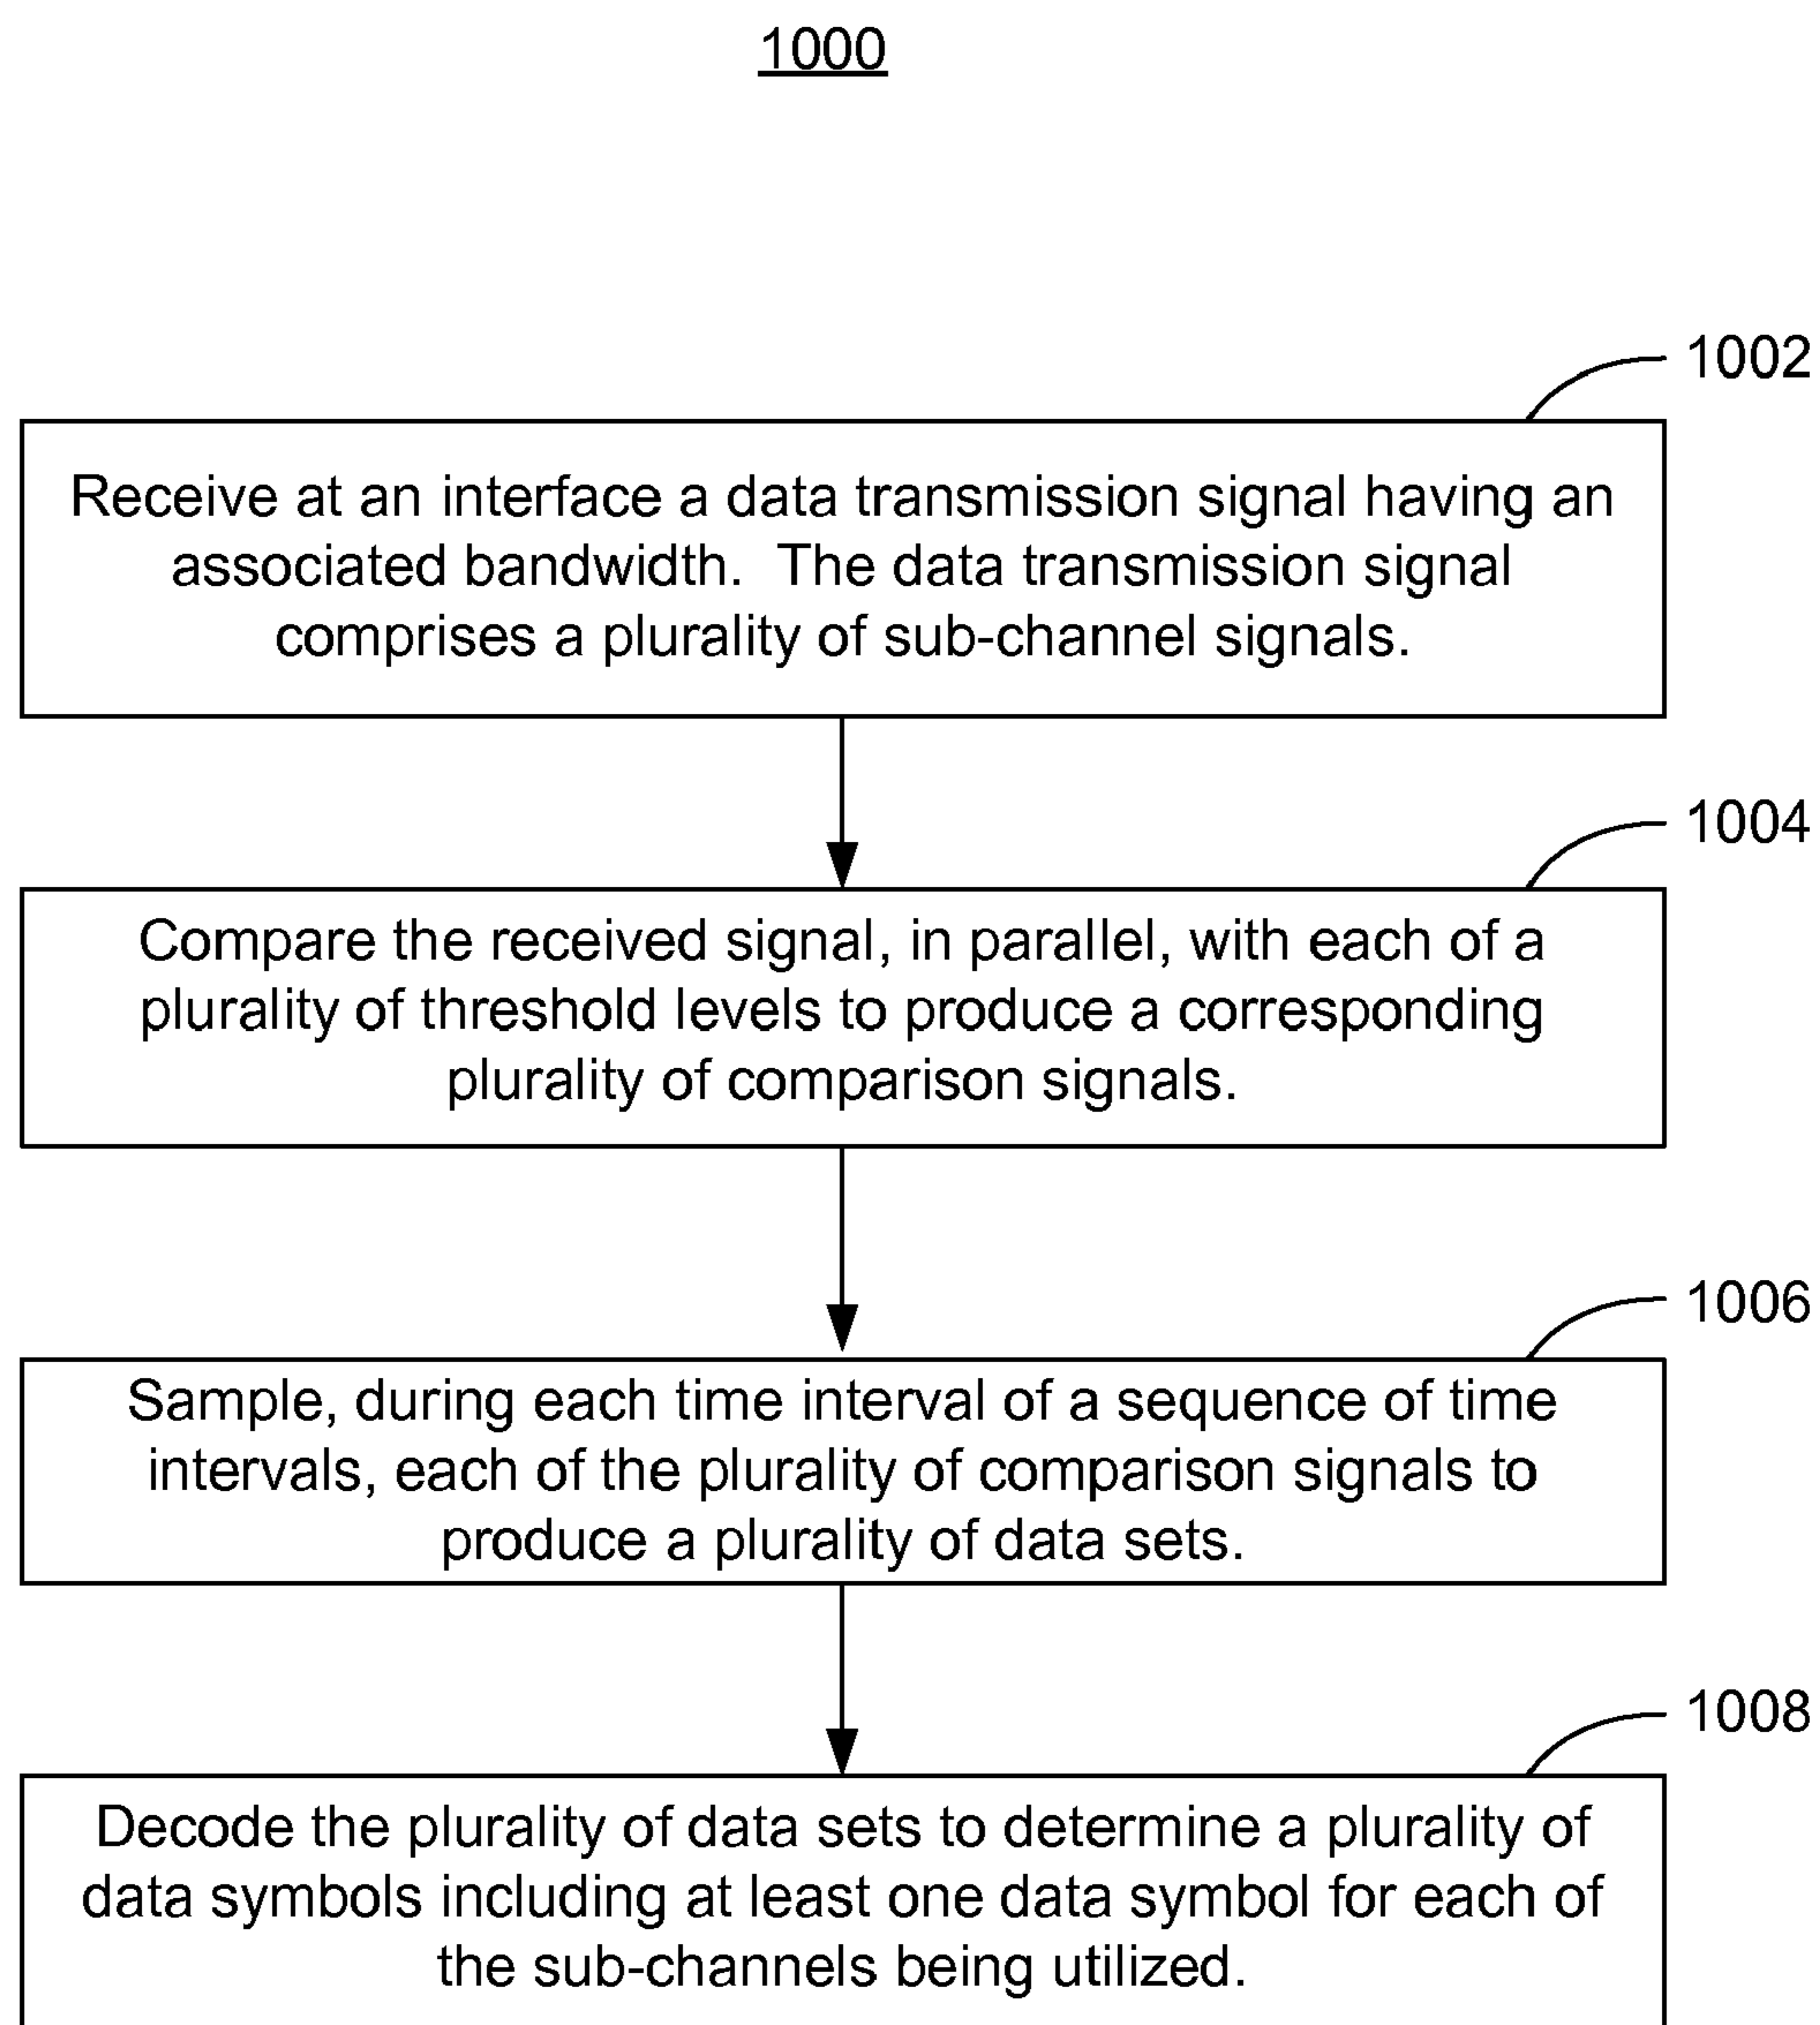 1000
1002
Receive at an interface a data transmission signal having an
associated bandwidth. The data transmission signal
comprises a plurality of sub-channel signals.
1004
Compare the received signal, in parallel, with each of a
plurality of threshold levels to produce a corresponding
plurality of comparison signals.
1006
Sample, during each time interval of a sequence of time
intervals, each of the plurality of comparison signals to
produce a plurality of data sets.
1008
Decode the plurality of data sets to determine a plurality of
data symbols including at least one data symbol for each of
the sub-channels being utilized.